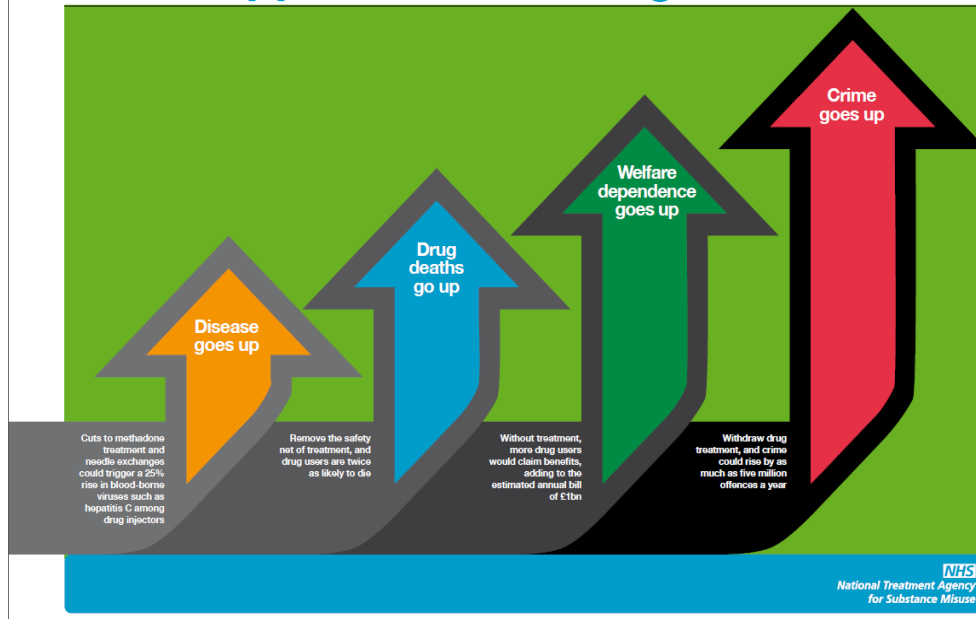 Disease
goes up
Drug
deaths
go up
Welfare
dependence
goes up
Crime
goes up
Cuts to methadone
treatment and
needle exchanges
could trigger a 25%
rise in blood-borne
viruses such as
hepatitis C among
drug injectors
Remove the safety
net of treatment, and
drug users are twice
as likely to die
Without treatment,
more drug users
would claim benefits,
adding to the
estimated annual bill
of £1bn
Withdraw drug
treatment, and crime
could rise by as
much as five million
offences a year
NHS
National Treatment Agency
for Substance Misuse